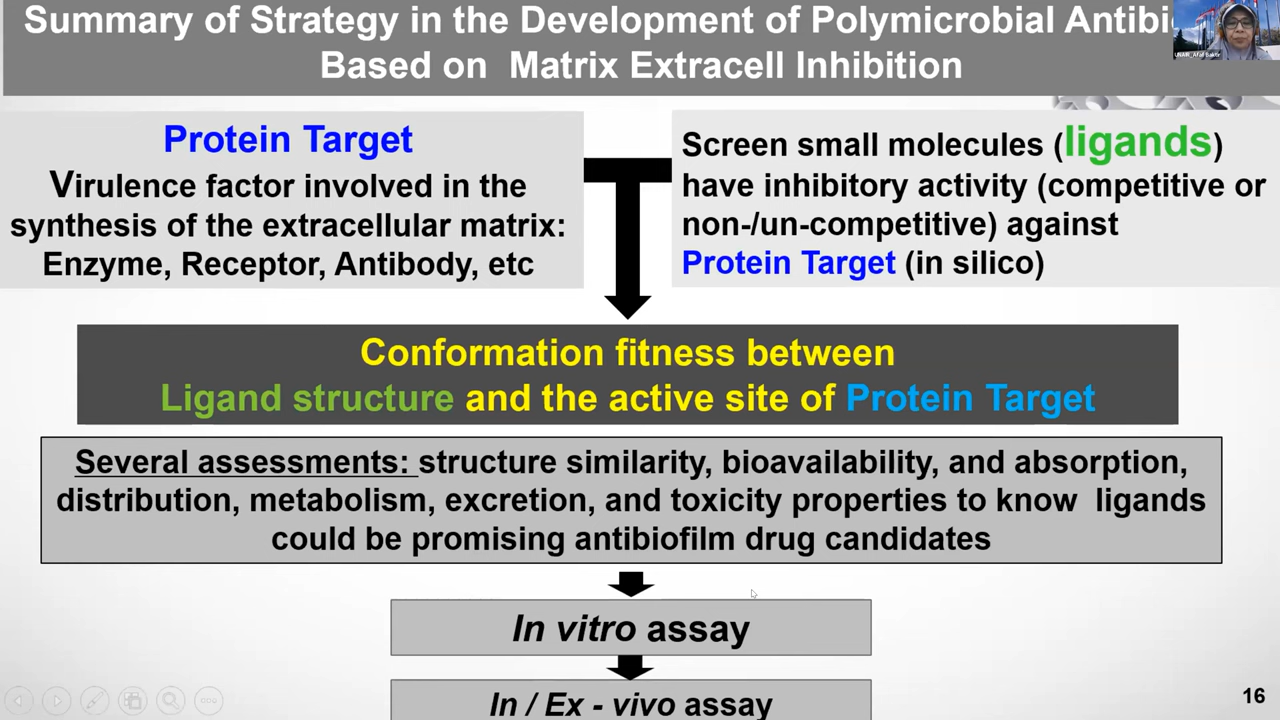 Summary of Strategy in the Development of Polymicrobial Antibi
Based on Matrix Extracell Inhibition
Protein Target
Virulence factor involved in the
synthesis of the extracellular matrix:
Enzyme, Receptor, Antibody, etc
Screen small molecules (ligands)
have inhibitory activity (competitive or
non-/un-competitive) against
Protein Target (in silico)
Conformation fitness between
Ligand structure and the active site of Protein Target
Several assessments: structure similarity, bioavailability, and absorption,
distribution, metabolism, excretion, and toxicity properties to know ligands
could be promising antibiofilm drug candidates
In vitro assay
In / Ex - vivo assay
16